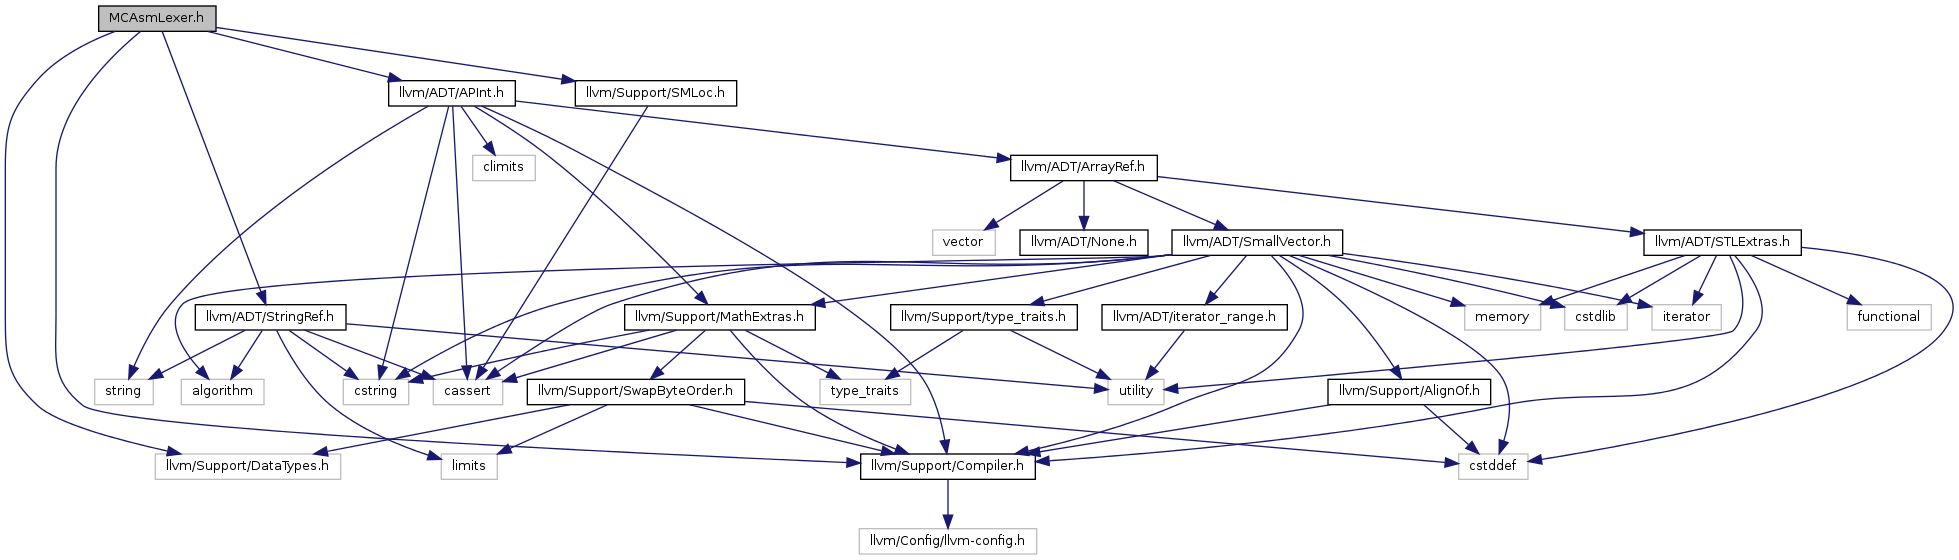 MCAsmLexer.h
llvm/ADT/APInt.h
llvm/Support/SMLoc.h
climits
llvm/ADT/ArrayRef.h
vector
llvm/ADT/None.h
llvm/ADT/SmallVector.h
llvm/ADT/STLExtras.h
llvm/ADT/StringRef.h
llvm/Support/MathExtras.h
llvm/Support/type_traits.h
llvm/ADT/iterator_range.h
memory
cstdlib
iterator
functional
string
algorithm
cstring
cassert
llvm/Support/SwapByteOrder.h
type_traits
utility
llvm/Support/AlignOf.h
llvm/Support/DataTypes.h
limits
llvm/Support/Compiler.h
cstddef
llvm/Config/llvm-config.h